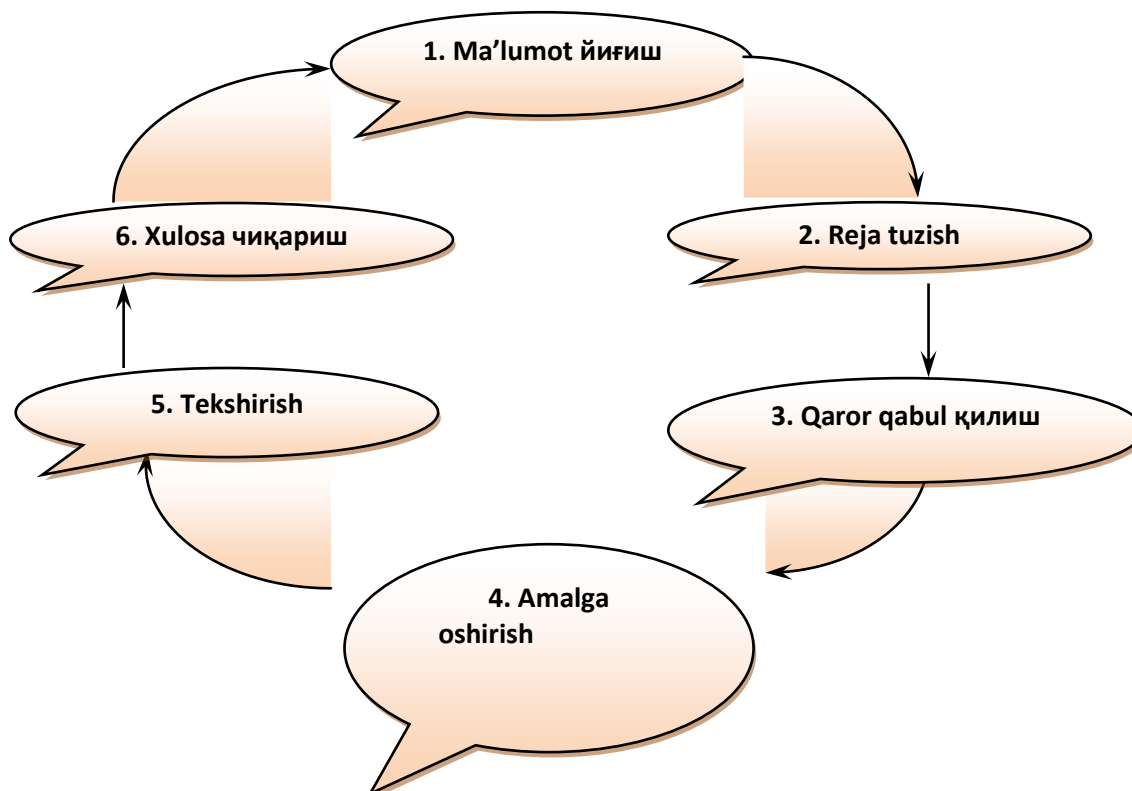 1. Ma’lumot йиғиш
2. Reja tuzish
3. Qaror qabul қилиш
4. Amalga
oshirish
5. Tekshirish
6. Xulosa чиқариш